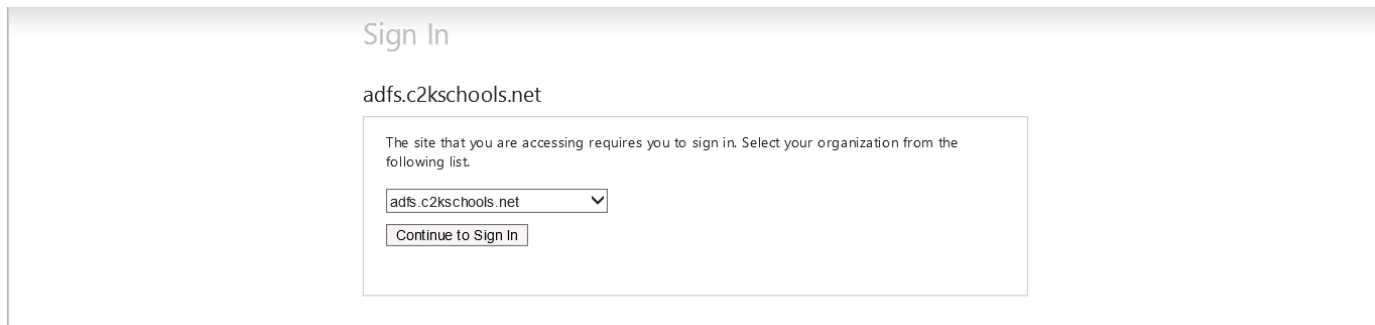 Sign In
adfs.c2kschools.net
The site that you are accessing requires you to sign in. Select your organization from the
following list.
adfs.c2kschools.net
Continue to Sign In